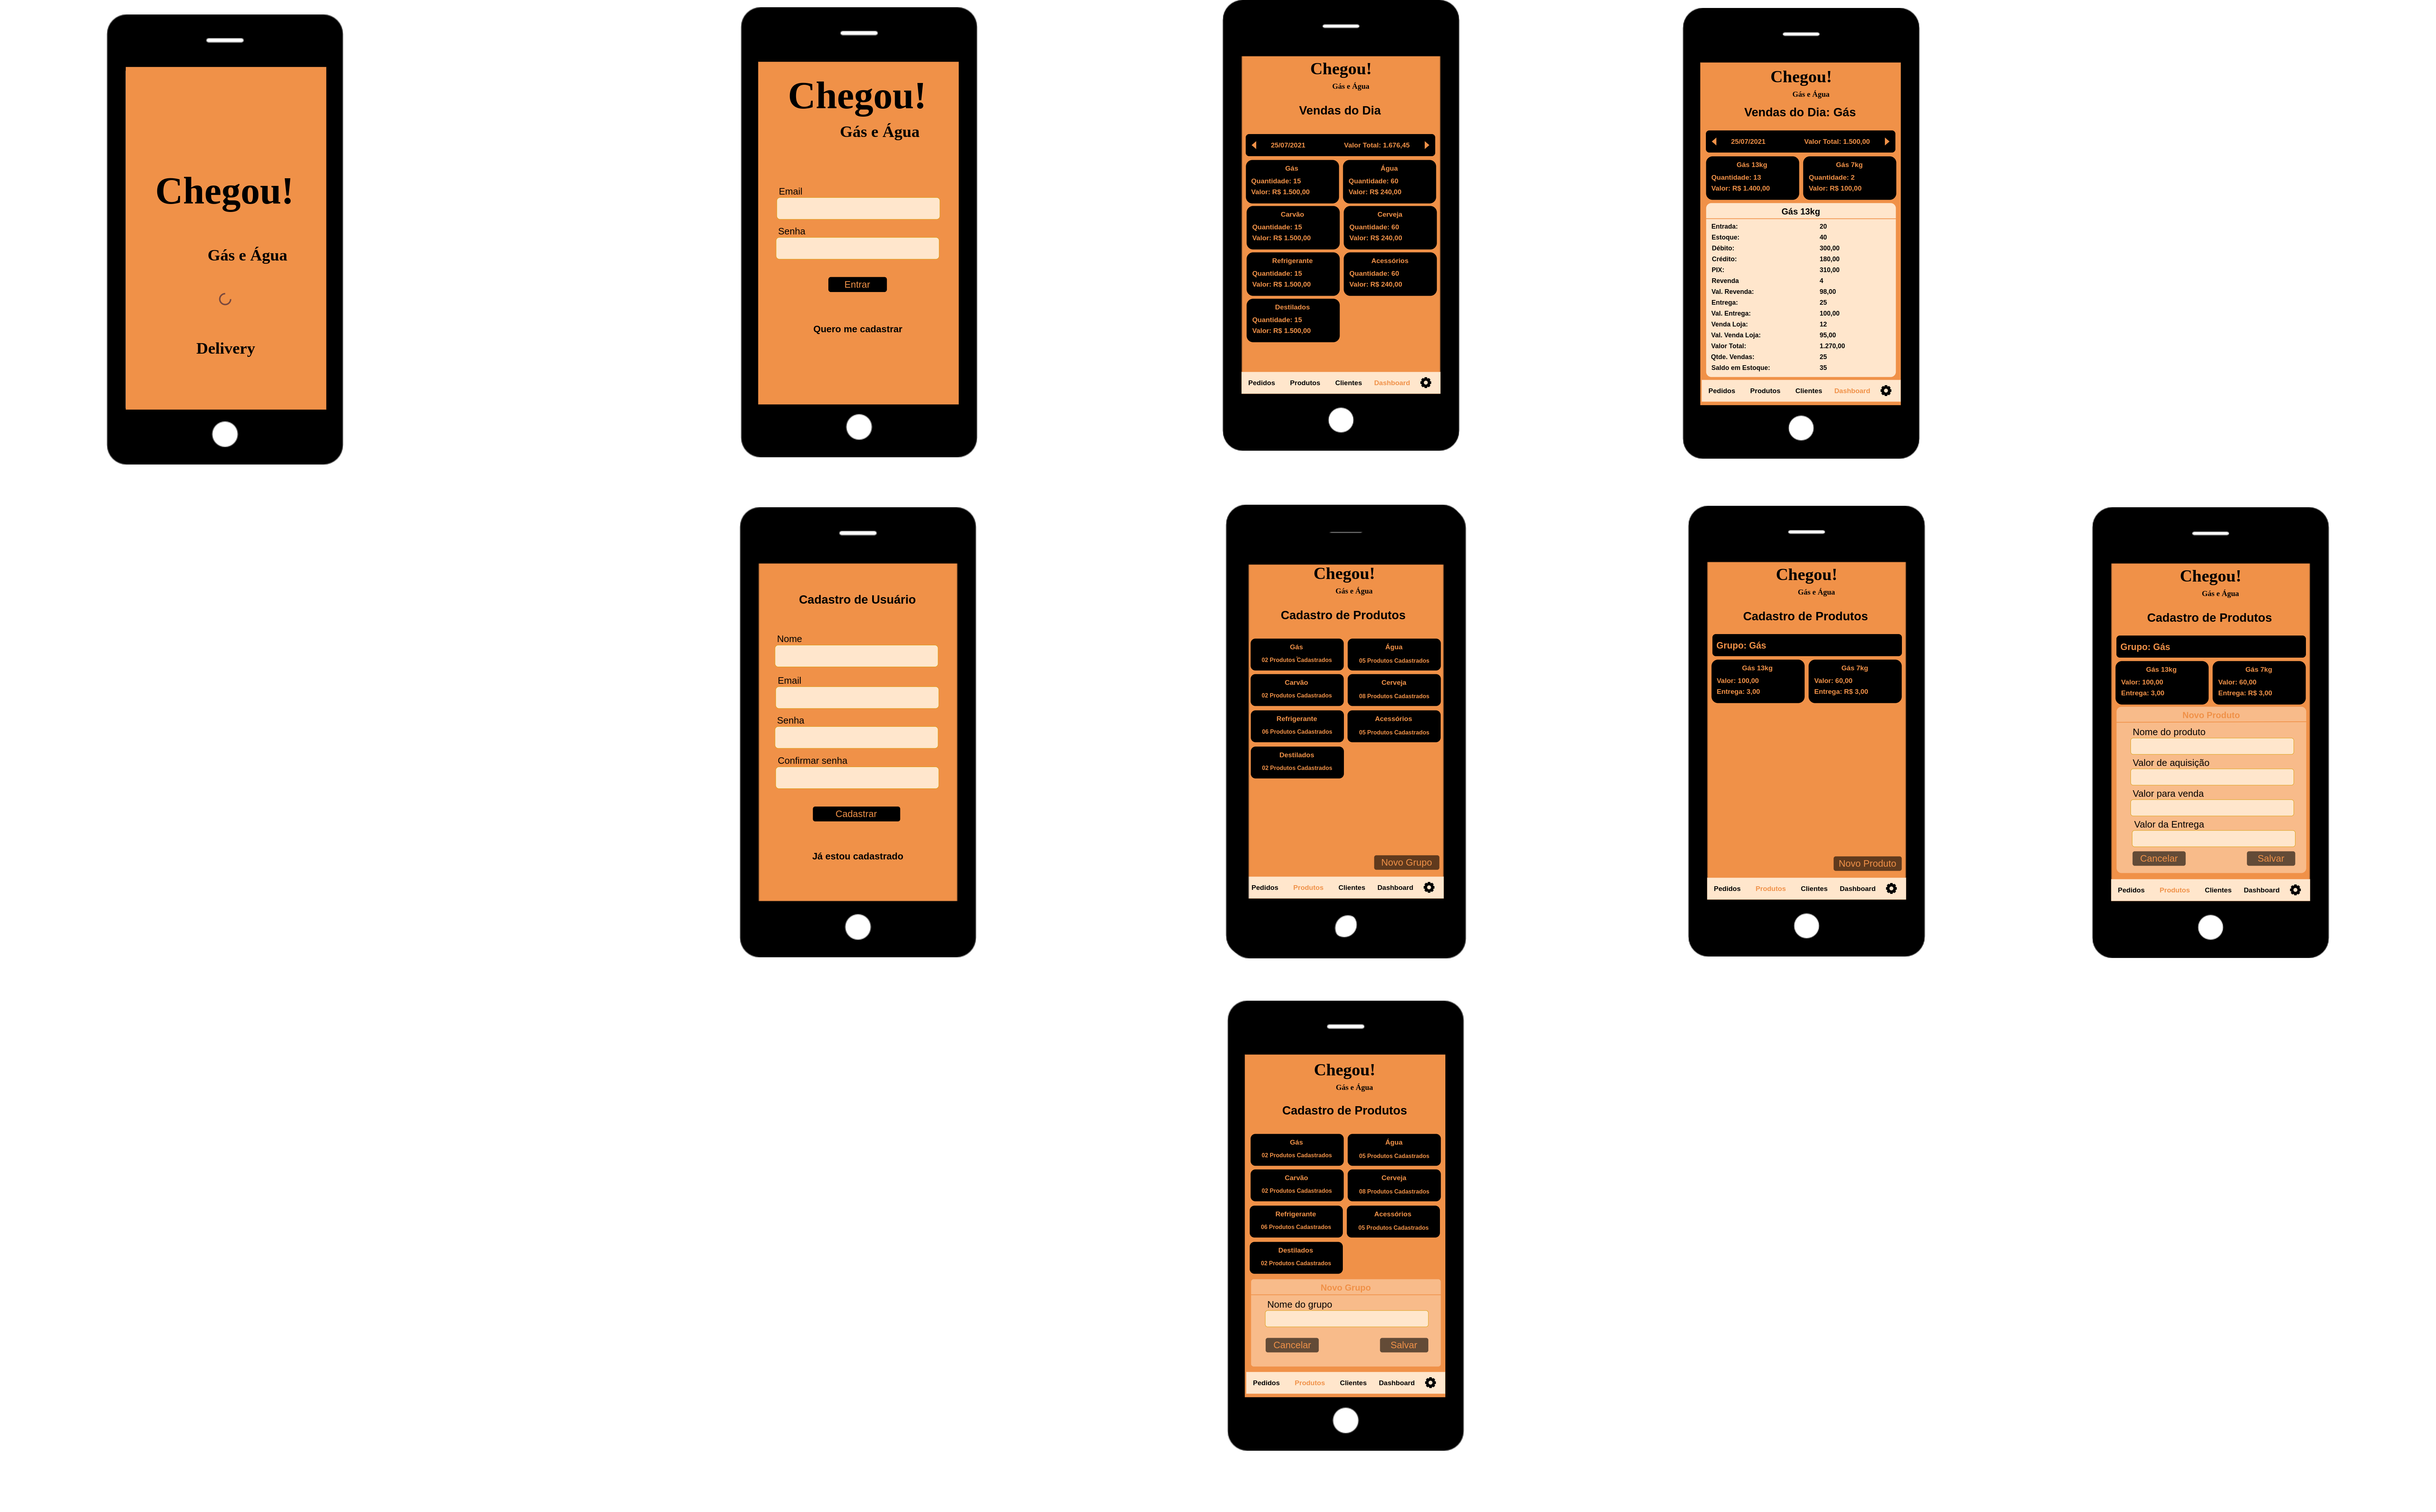 Chegou!
Gás e Água
Delivery
Chegou!
Gás e Água
Email
Senha
Entrar
Quero me cadastrar
Chegou!
Gás e Água
Vendas do Dia
25/07/2021 Valor Total: 1.676,45
Gás Água
Quantidade: 15 Quantidade: 60
Valor: R$ 1.500,00 Valor: R$ 240,00
Carvão Cerveja
Quantidade: 15 Quantidade: 60
Valor: R$ 1.500,00 Valor: R$ 240,00
Refrigerante Acessórios
Quantidade: 15 Quantidade: 60
Valor: R$ 1.500,00 Valor: R$ 240,00
Destilados
Quantidade: 15
Valor: R$ 1.500,00
Pedidos Produtos Clientes Dashboard
Chegou!
Gás e Água
Vendas do Dia: Gás
25/07/2021 Valor Total: 1.500,00
Gás 13kg Gás 7kg
Quantidade: 13 Quantidade: 2
Valor: R$ 1.400,00 Valor: R$ 100,00
Gás 13kg
Entrada: 20
Estoque: 40
Débito: 300,00
Crédito: 180,00
PIX: 310,00
Revenda 4
Val. Revenda: 98,00
Entrega: 25
Val. Entrega: 100,00
Venda Loja: 12
Val. Venda Loja: 95,00
Valor Total: 1.270,00
Qtde. Vendas: 25
Saldo em Estoque: 35
Pedidos Produtos Clientes Dashboard
Cadastro de Usuário
Nome
Email
Senha
Confirmar senha
Cadastrar
Já estou cadastrado
Chegou!
Gás e Água
Cadastro de Produtos
Gás Água
02 Produtos Cadastrados 05 Produtos Cadastrados
Carvão Cerveja
02 Produtos Cadastrados 08 Produtos Cadastrados
Refrigerante Acessórios
06 Produtos Cadastrados 05 Produtos Cadastrados
Destilados
02 Produtos Cadastrados
Novo Grupo
Pedidos Produtos Clientes Dashboard
Chegou!
Gás e Água
Cadastro de Produtos
Grupo: Gás
Gás 13kg Gás 7kg
Valor: 100,00 Valor: 60,00
Entrega: 3,00 Entrega: R$ 3,00
Novo Produto
Pedidos Produtos Clientes Dashboard
Chegou!
Gás e Água
Cadastro de Produtos
Grupo: Gás
Gás 13kg Gás 7kg
Valor: 100,00 Valor: 60,00
Entrega: 3,00 Entrega: R$ 3,00
Novo Produto
Nome do produto
Valor de aquisição
Valor para venda
Valor da Entrega
Cancelar Salvar
Pedidos Produtos Clientes Dashboard
Chegou!
Gás e Água
Cadastro de Produtos
Gás Água
02 Produtos Cadastrados 05 Produtos Cadastrados
Carvão Cerveja
02 Produtos Cadastrados 08 Produtos Cadastrados
Refrigerante Acessórios
06 Produtos Cadastrados 05 Produtos Cadastrados
Destilados
02 Produtos Cadastrados
Novo Grupo
Nome do grupo
Cancelar Salvar
Pedidos Produtos Clientes Dashboard